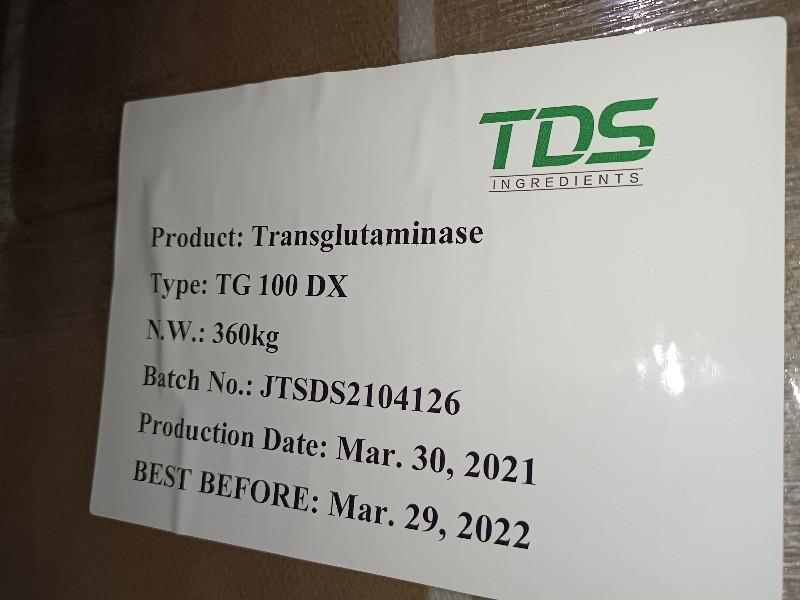 TDS
INGREDIENTS
Product: Transglutaminase
Type: TG 100 DX
N.W.: 360kg
Batch No.: JTSDS2104126
Production Date: Mar. 30, 2021
BEST BEFORE: Mar. 29, 2022